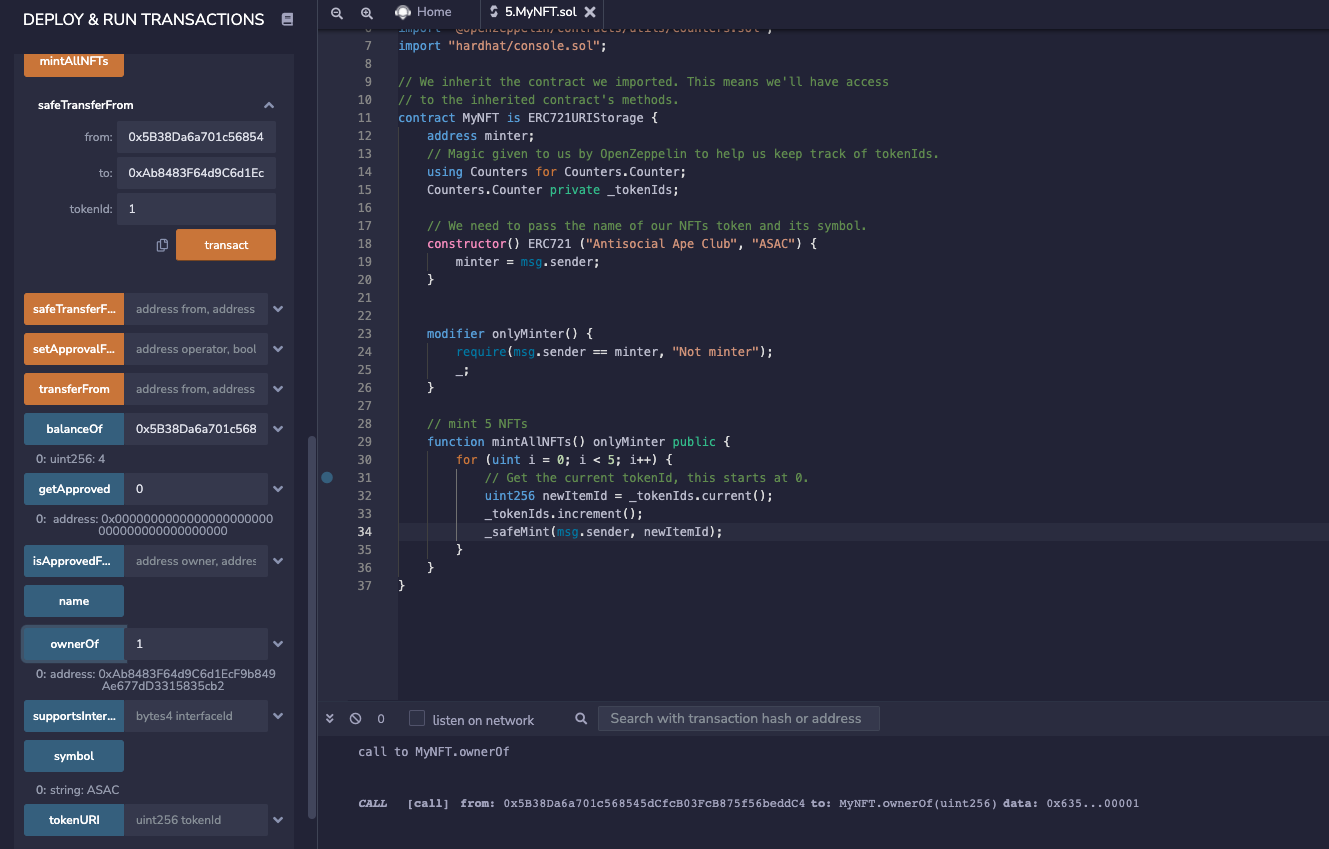 DEPLOY & RUN TRANSACTIONS
mintAllNFTs
safeTransferFrom
from: 0x5B38Da6a701c56854
to: 0xAb8483F64d9C6d1Ec
tokenId: 1
transact
safeTransferF... address from, address
setApprovalF... address operator, bool
transferFrom address from, address
balanceOf 0x5B38Da6a701c568
0: uint256: 4
getApproved 0
0: address: 0x00000000000000000000000
00000000000000000
isApprovedF... address owner, addres
name
ownerOf 1
0: address: 0xAb8483F64d9C6d1EcF9b849
Ae677dD3315835cb2
supportsInter... bytes4 interfaceId
symbol
0: string: ASAC
tokenURI uint256 tokenId
Home 5.MyNFT.sol
6 import "@openzeppelin/contracts/utils/Counters.sol";
7 import "hardhat/console.sol";
8
9 // We inherit the contract we imported. This means we'll have access
10 // to the inherited contract's methods.
11 contract MyNFT is ERC721URIStorage {
12 address minter;
13 // Magic given to us by OpenZeppelin to help us keep track of tokenIds.
14 using Counters for Counters.Counter;
15 Counters.Counter private _tokenIds;
16
17 // We need to pass the name of our NFTs token and its symbol.
18 constructor() ERC721 ("Antisocial Ape Club", "ASAC") {
19 minter = msg.sender;
20 }
21
22
23 modifier onlyMinter() {
24 require(msg.sender == minter, "Not minter");
25 _;
26 }
27
28 // mint 5 NFTs
29 function mintAllNFTs() onlyMinter public {
30 for (uint i = 0; i < 5; i++) {
31 // Get the current tokenId, this starts at 0.
32 uint256 newItemId = _tokenIds.current();
33 _tokenIds.increment();
34 _safeMint(msg.sender, newItemId);
35 }
36 }
37 }
0 listen on network Search with transaction hash or address
call to MyNFT.ownerOf
CALL [call] from: 0x5B38Da6a701c568545dCfcB03FcB875f56beddC4 to: MyNFT.ownerOf(uint256) data: 0x635...00001